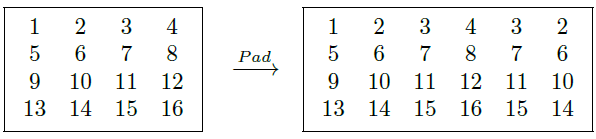 1 2 3 4 1 2 3 4 3 2
5 6 7 8 Pad 5 6 7 8 7 6
9 10 11 12 ⟶ 9 10 11 12 11 10
13 14 15 16 13 14 15 16 15 14